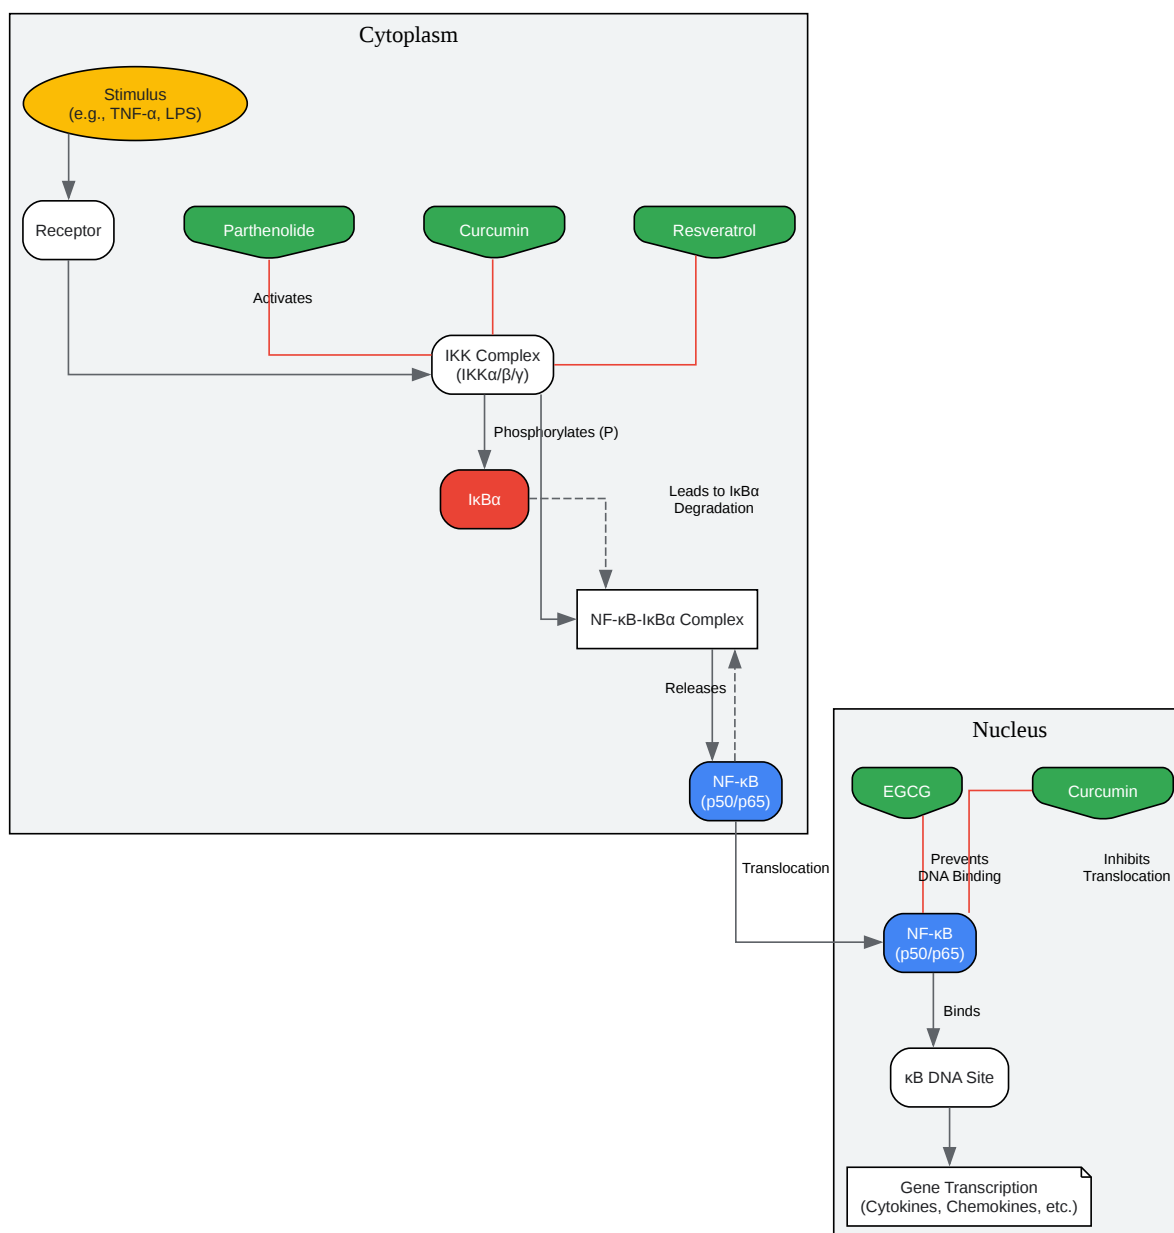 Cytoplasm
Stimulus
(e.g., TNF-α, LPS)
Receptor
Parthenolide
Curcumin
Resveratrol
Activates
IKK Complex
(IKKα/β/γ)
Phosphorylates (P)
IκBα
Leads to IκBα
Degradation
NF-κB-IκBα Complex
Releases
NF-κB
(p50/p65)
Translocation
Nucleus
EGCG
Curcumin
Prevents
DNA Binding
Inhibits
Translocation
NF-κB
(p50/p65)
Binds
κB DNA Site
Gene Transcription
(Cytokines, Chemokines, etc.)